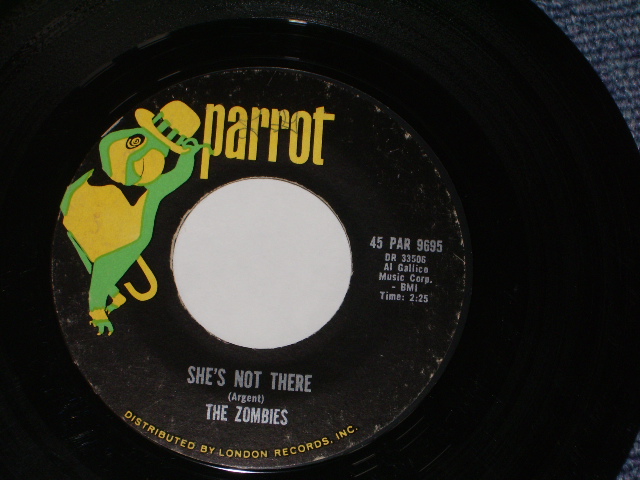 parrot
45 PAR 9695
DR 33506
Al Gallico
Music Corp.
- BMI
Time: 2:25
SHE'S NOT THERE
(Argent)
THE ZOMBIES
DISTRIBUTED BY LONDON RECORDS, INC.